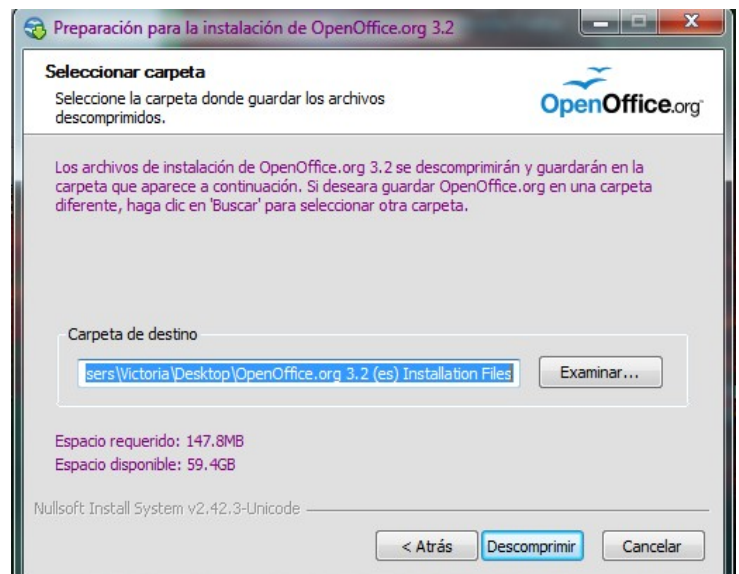 Preparación para la instalación de OpenOffice.org 3.2
Seleccionar carpeta
Seleccione la carpeta donde guardar los archivos
descomprimidos.
OpenOffice.org
Los archivos de instalación de OpenOffice.org 3.2 se descomprimirán y guardarán en la
carpeta que aparece a continuación. Si deseara guardar OpenOffice.org en una carpeta
diferente, haga clic en 'Buscar' para seleccionar otra carpeta.
Carpeta de destino
sers\Victoria\Desktop\OpenOffice.org 3.2 (es) Installation Files
Examinar...
Espacio requerido: 147.8MB
Espacio disponible: 59.4GB
Nullsoft Install System v2.42.3-Unicode
< Atrás
Descomprimir
Cancelar